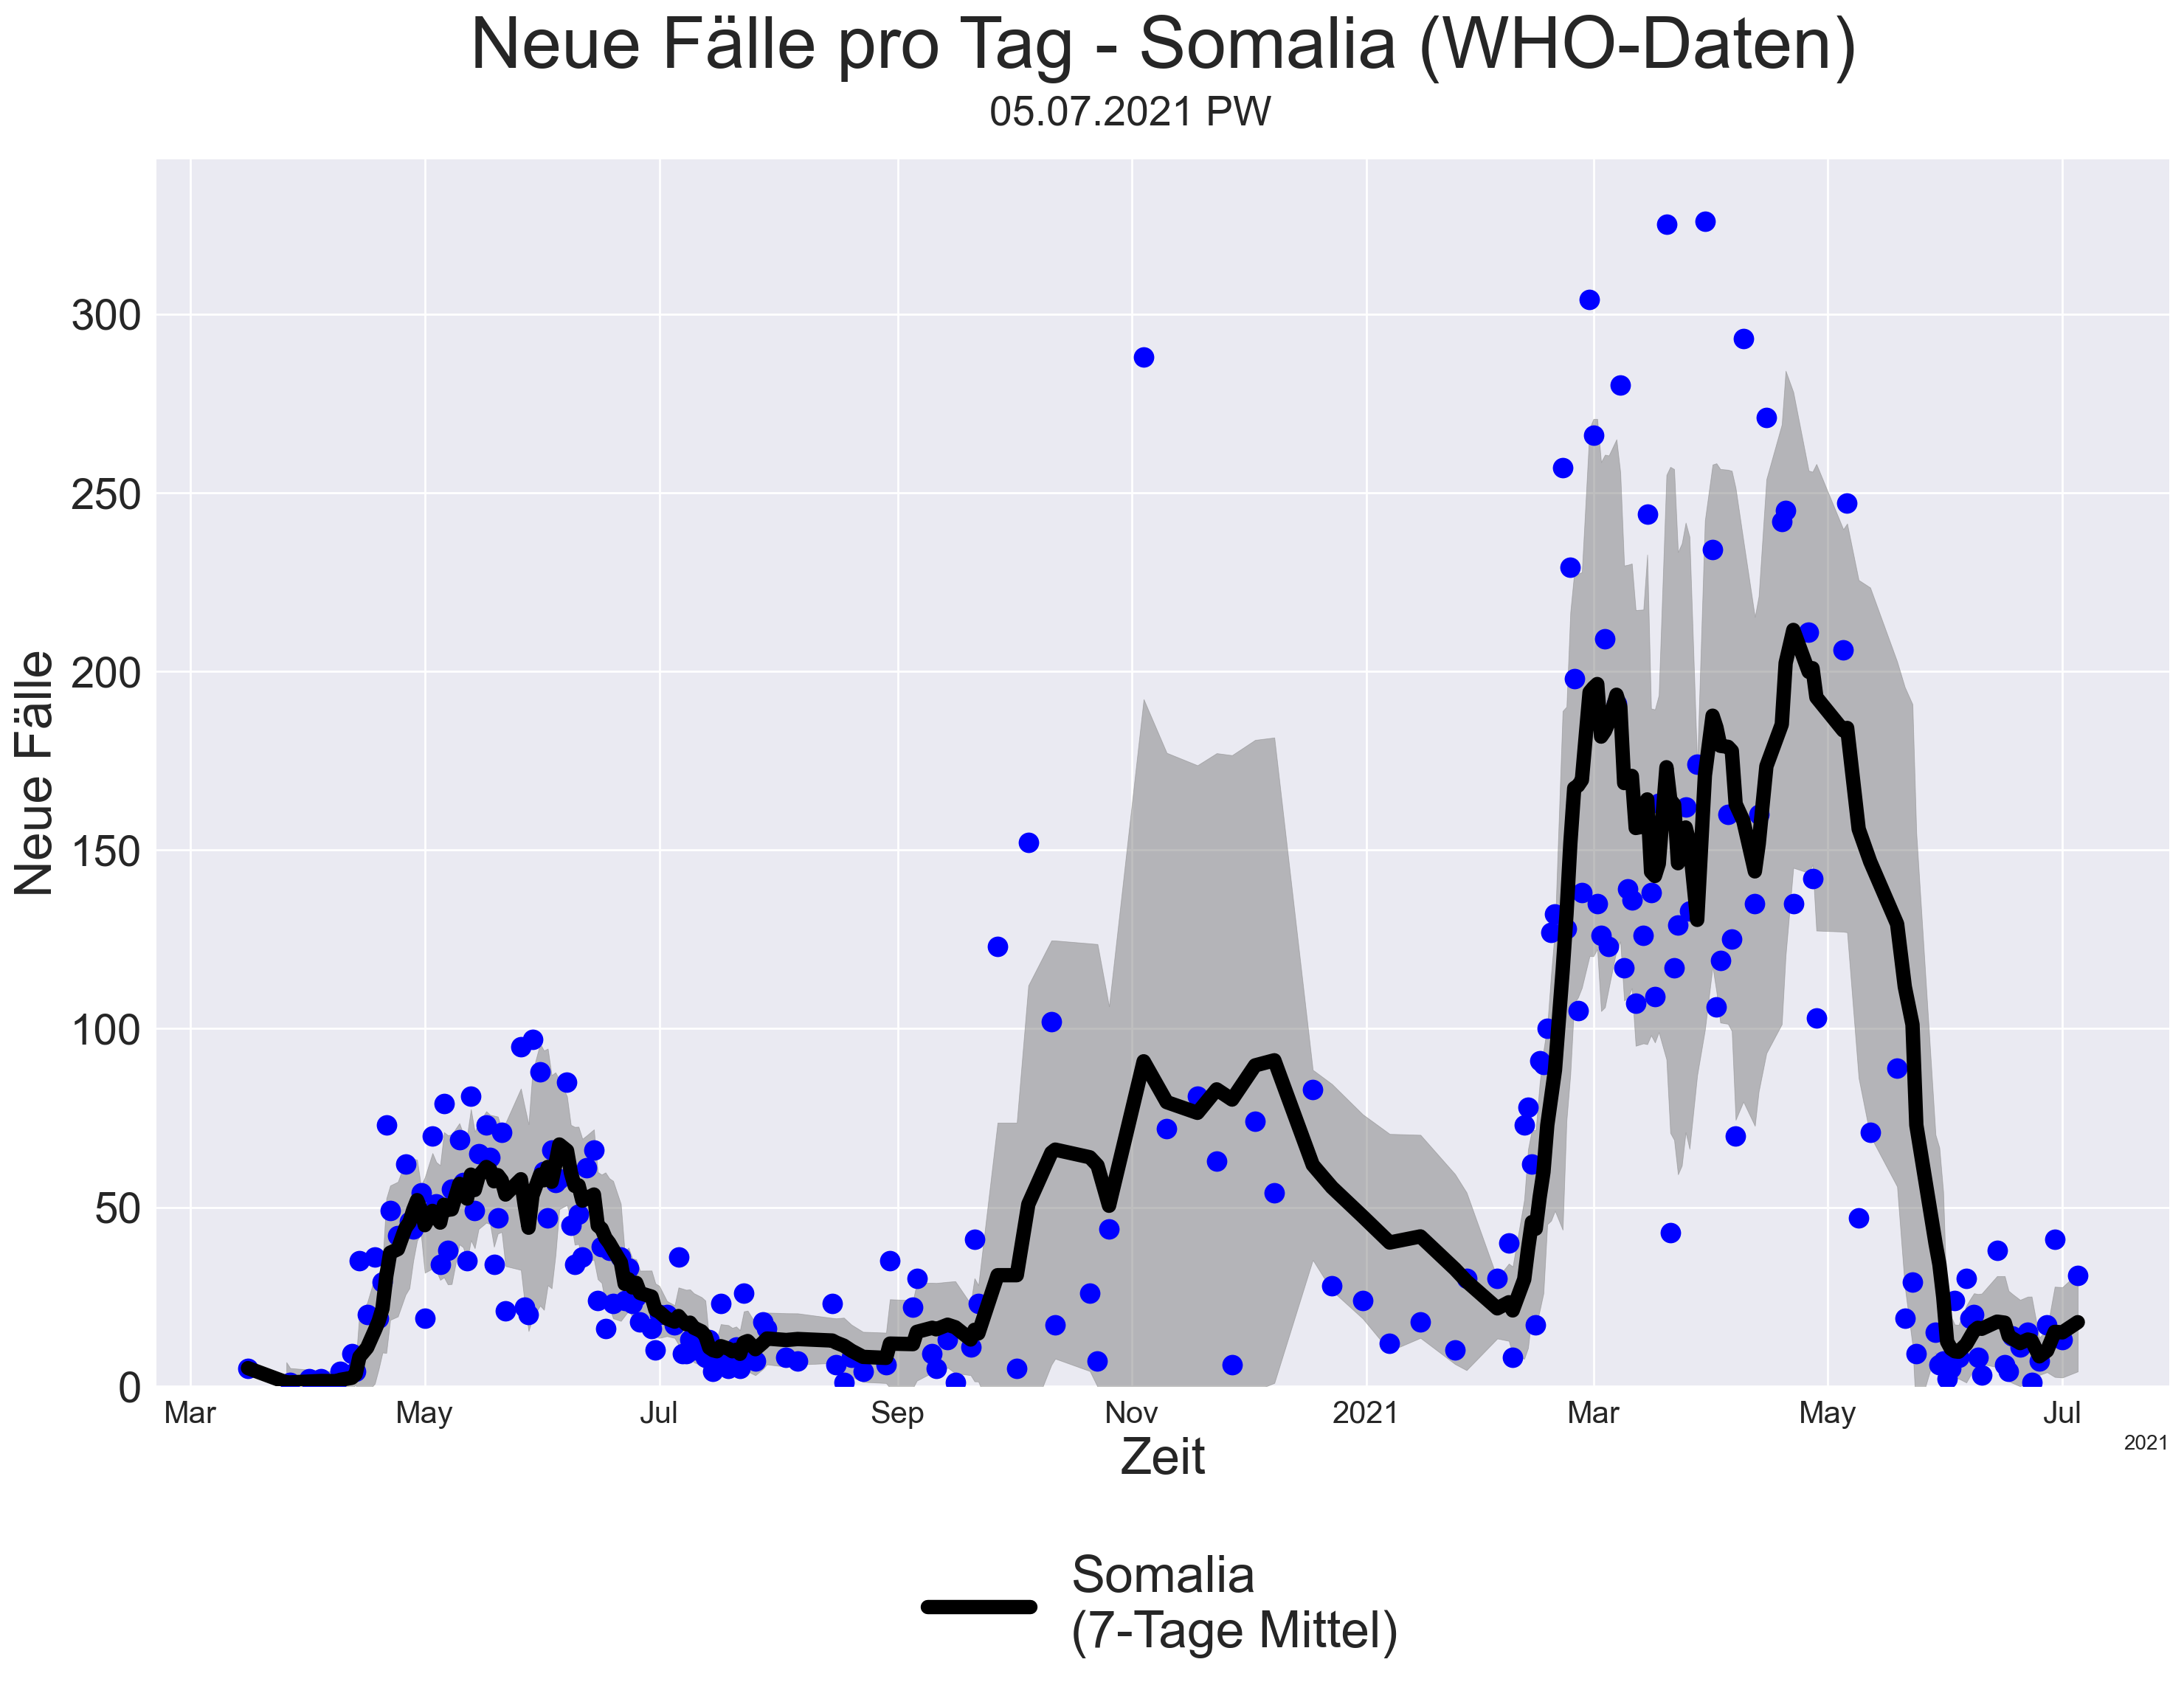 Neue Fälle pro Tag - Somalia (WHO-Daten)
05.07.2021 PW
Neue Fälle
300
250
200
150
100
50
0
Mar May Jul Sep Nov 2021 Mar May Jul
2021
Zeit
Somalia
(7-Tage Mittel)